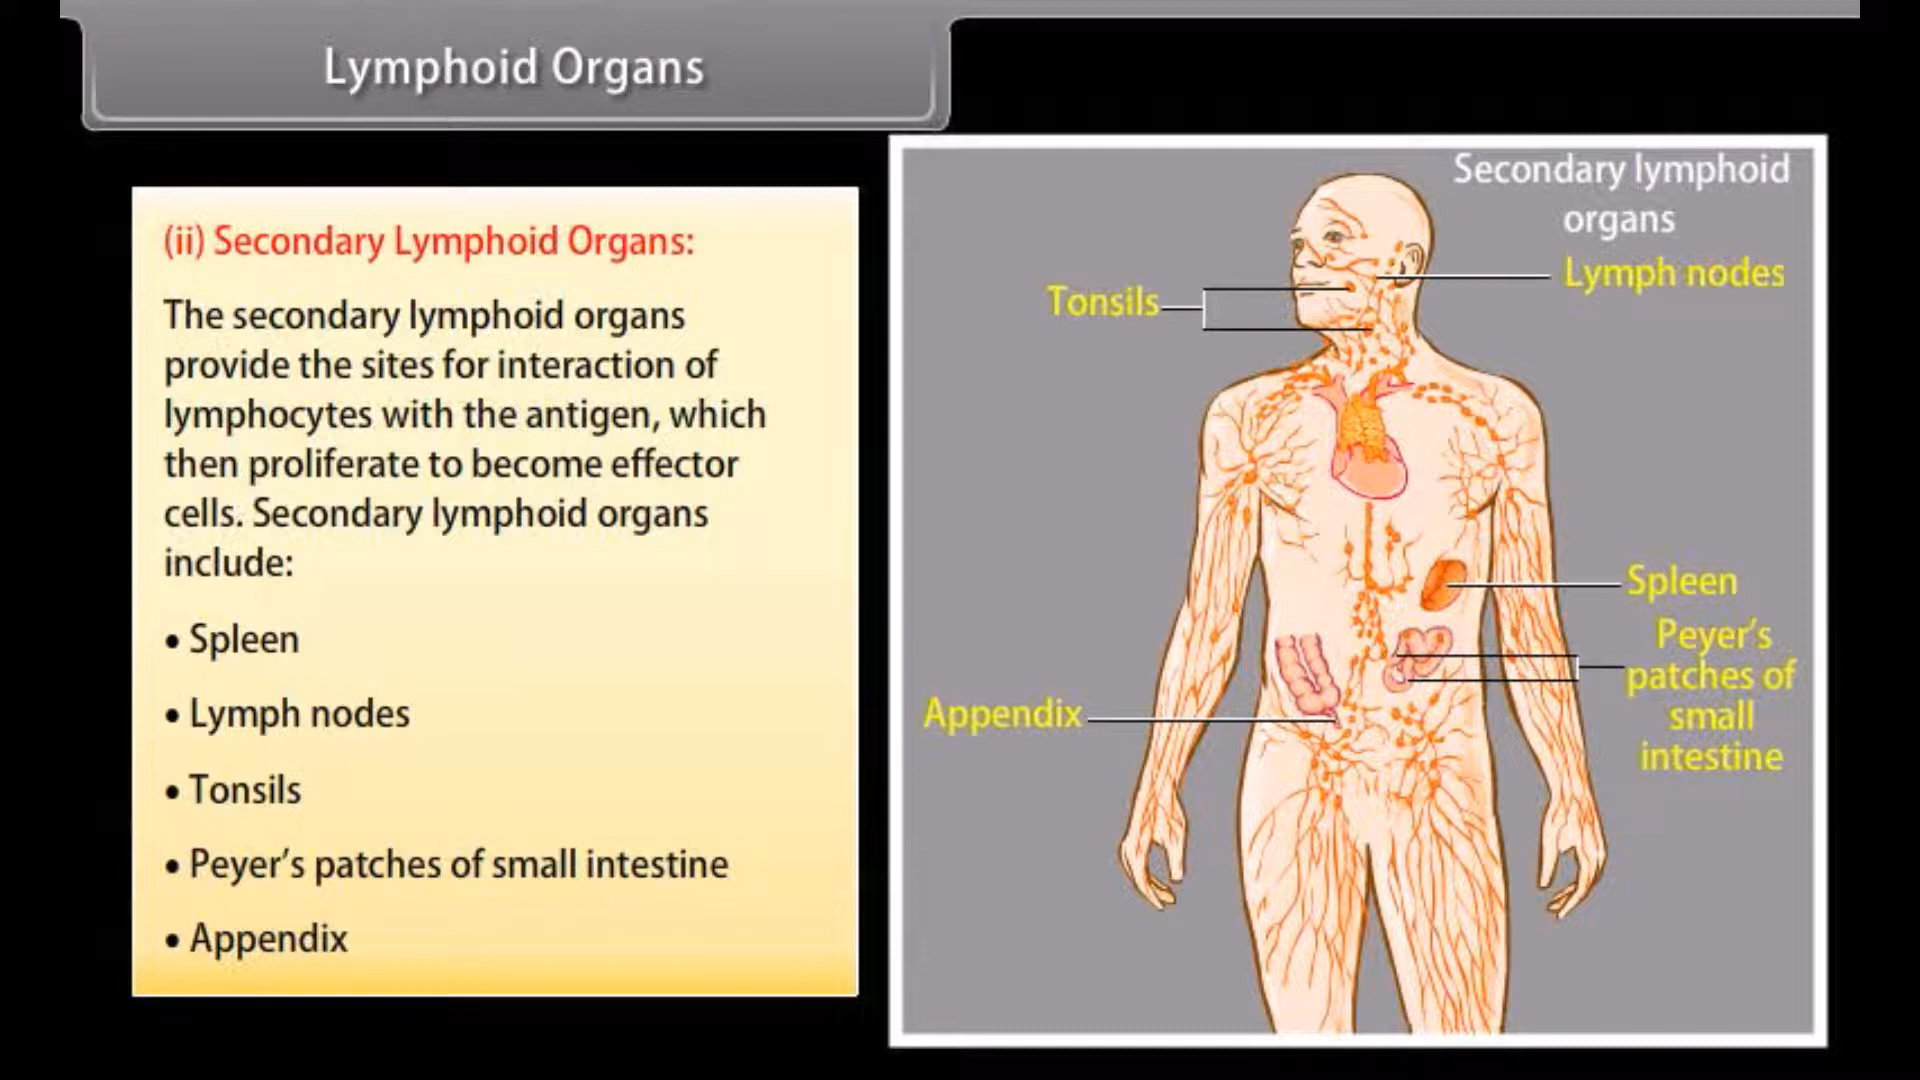 Lymphoid Organs
(ii) Secondary Lymphoid Organs:
The secondary lymphoid organs
provide the sites for interaction of
lymphocytes with the antigen, which
then proliferate to become effector
cells. Secondary lymphoid organs
include:
• Spleen
• Lymph nodes
• Tonsils
• Peyer's patches of small intestine
• Appendix
Secondary lymphoid
organs
Lymph nodes
Tonsils
Spleen
Peyer's
patches of
small
intestine
Appendix